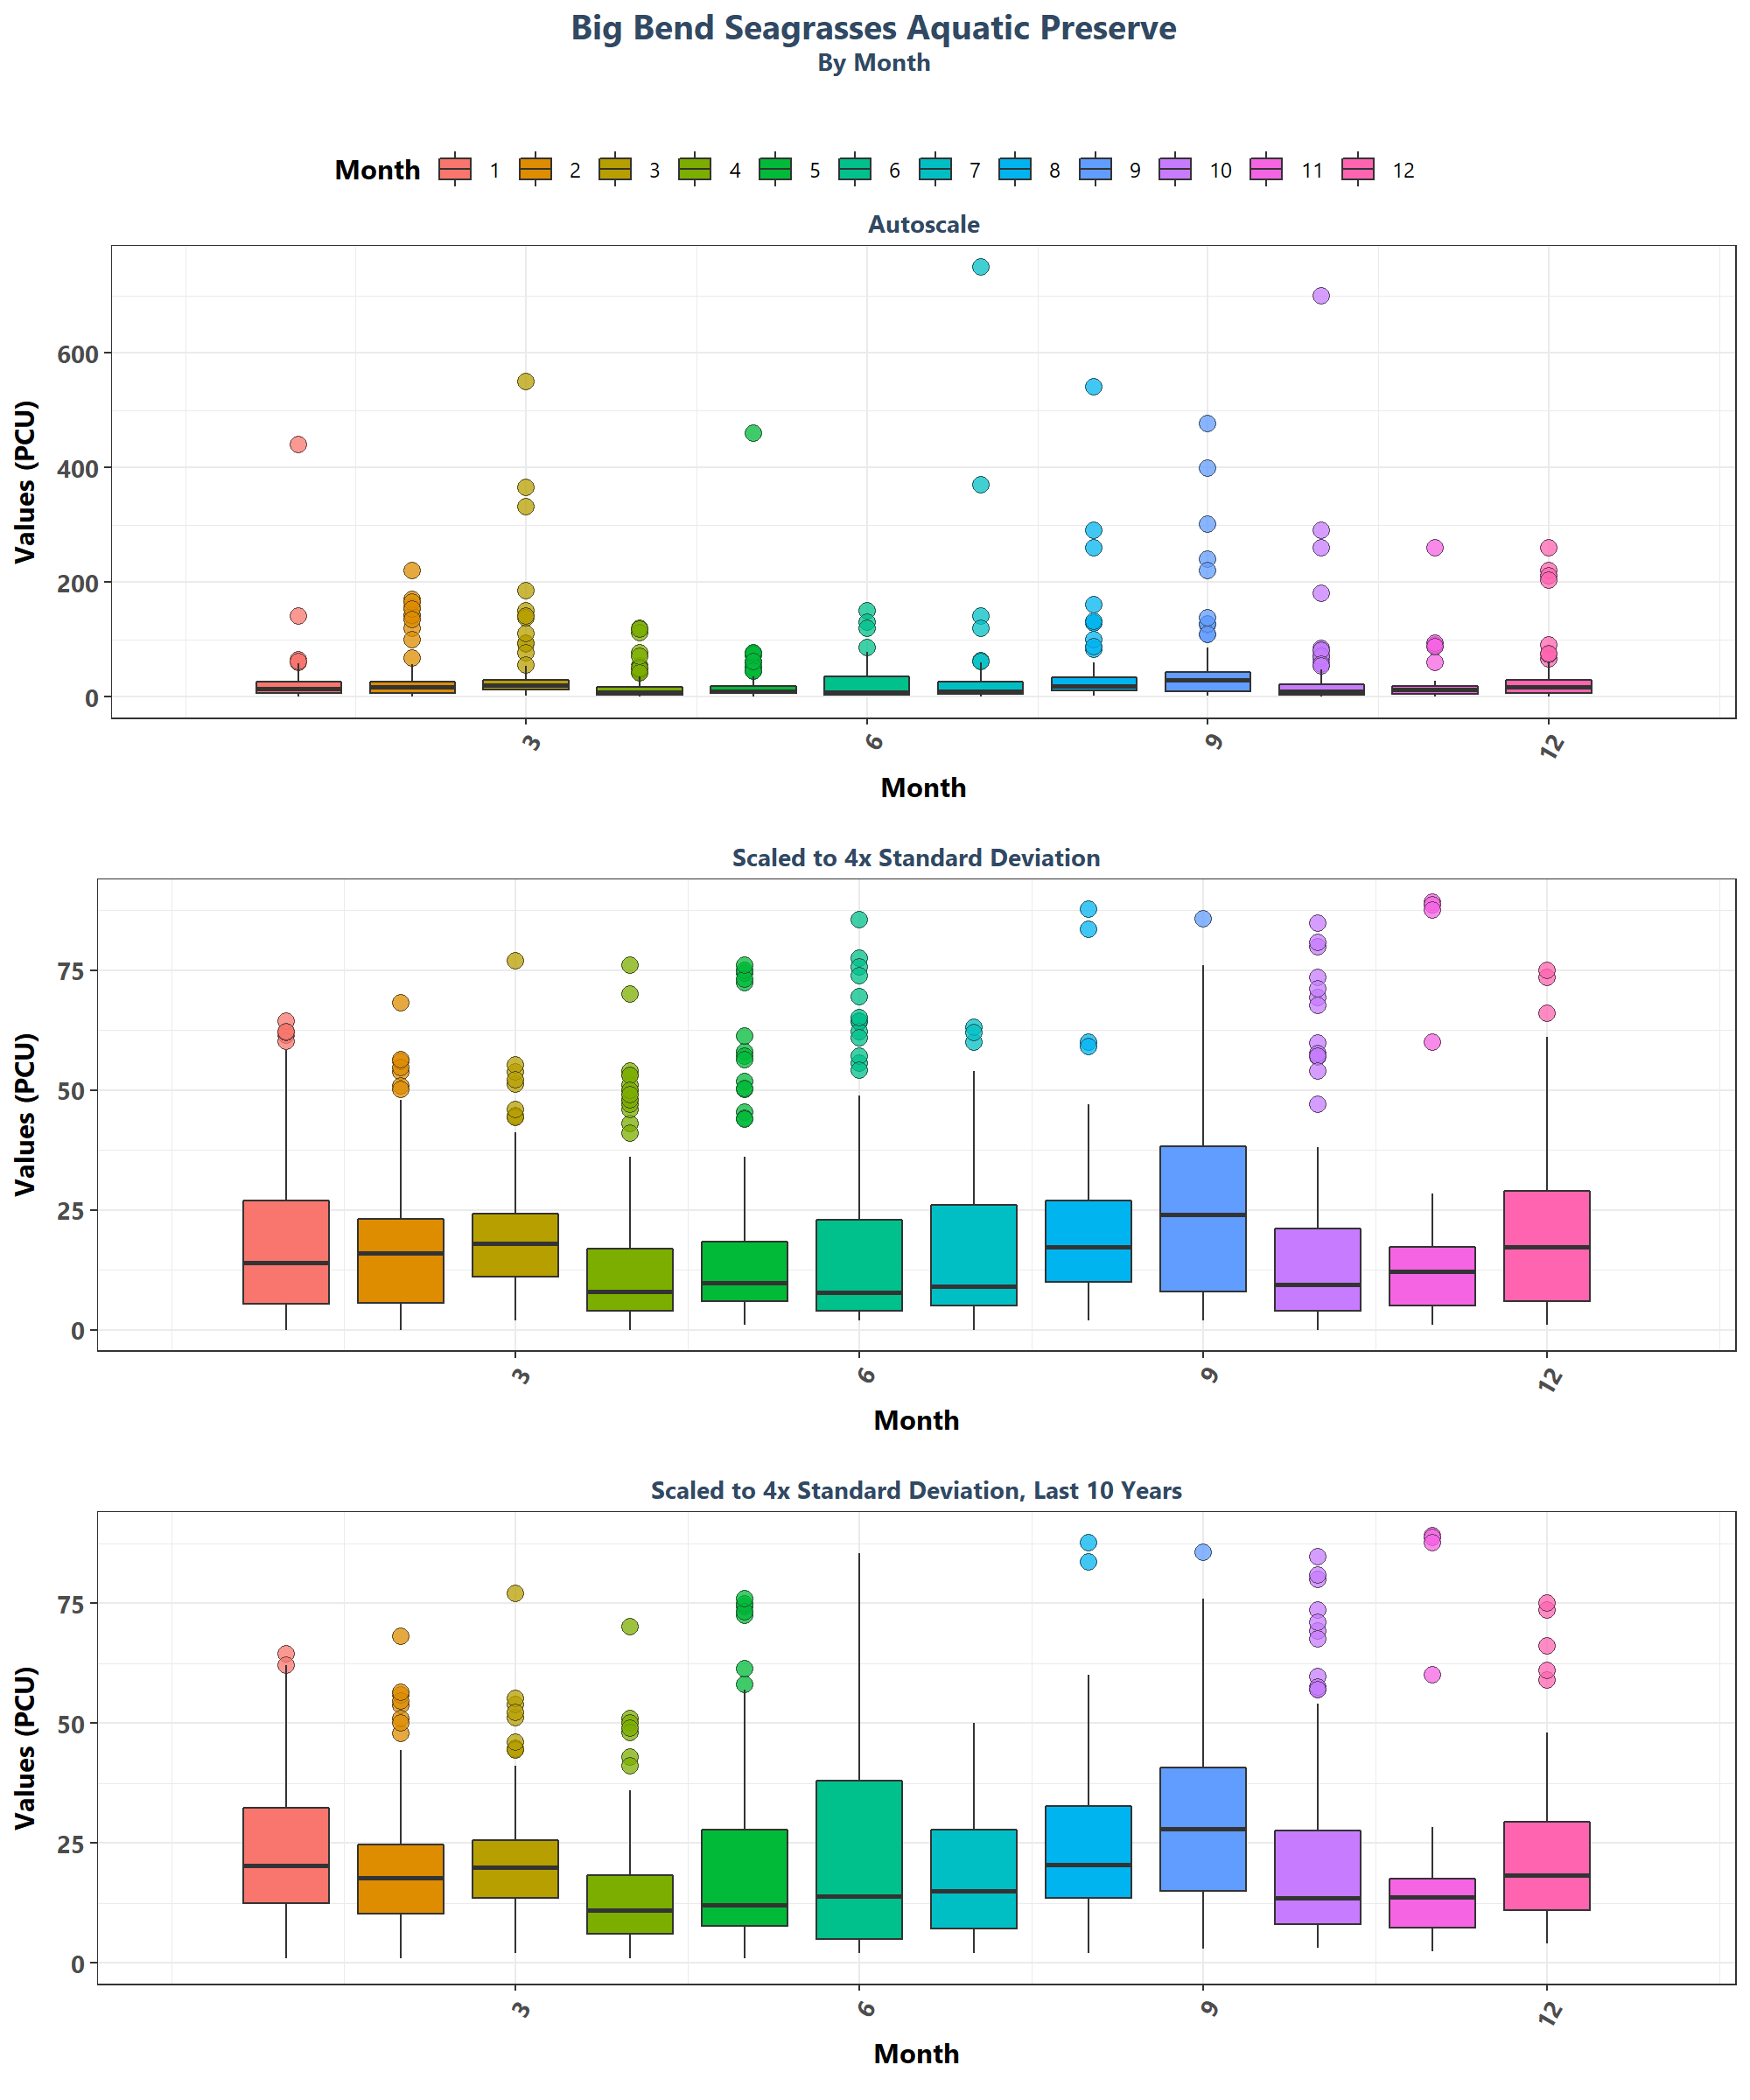 Big Bend Seagrasses Aquatic Preserve
By Month
Month 1 2 3 4 5 6 7 8 9 10 11 12
Autoscale
Values (PCU)
600
400
200
0
3 6 9 12
Month
Scaled to 4x Standard Deviation
Values (PCU)
75
50
25
0
3 6 9 12
Month
Scaled to 4x Standard Deviation, Last 10 Years
Values (PCU)
75
50
25
0
3 6 9 12
Month